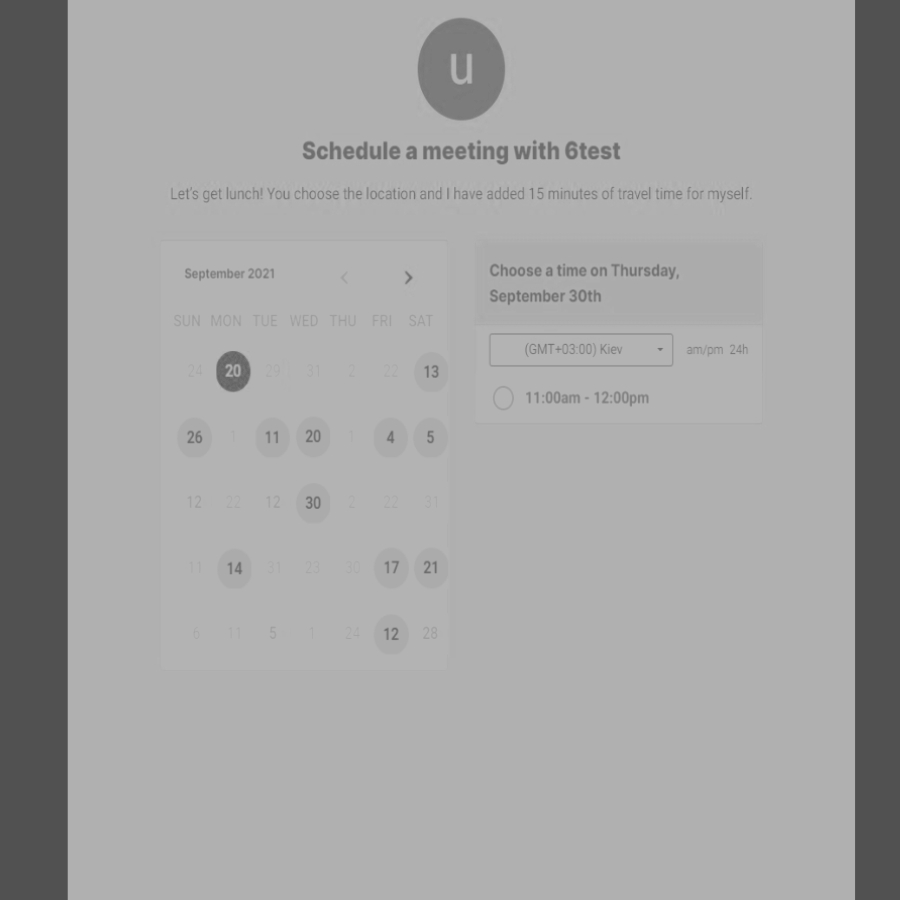 u
Schedule a meeting with 6test
Let's get lunch! You choose the location and I have added 15 minutes of travel time for myself.
September 2021
SUN MON TUE WED THU FRI SAT
24 20 29 31 2 22 13
26 1 11 20 1 4 5
12 22 12 30 2 22 31
11 14 31 23 30 17 21
6 11 5 1 24 12 28
Choose a time on Thursday,
September 30th
(GMT+03:00) Kiev am/pm 24h
11:00am - 12:00pm